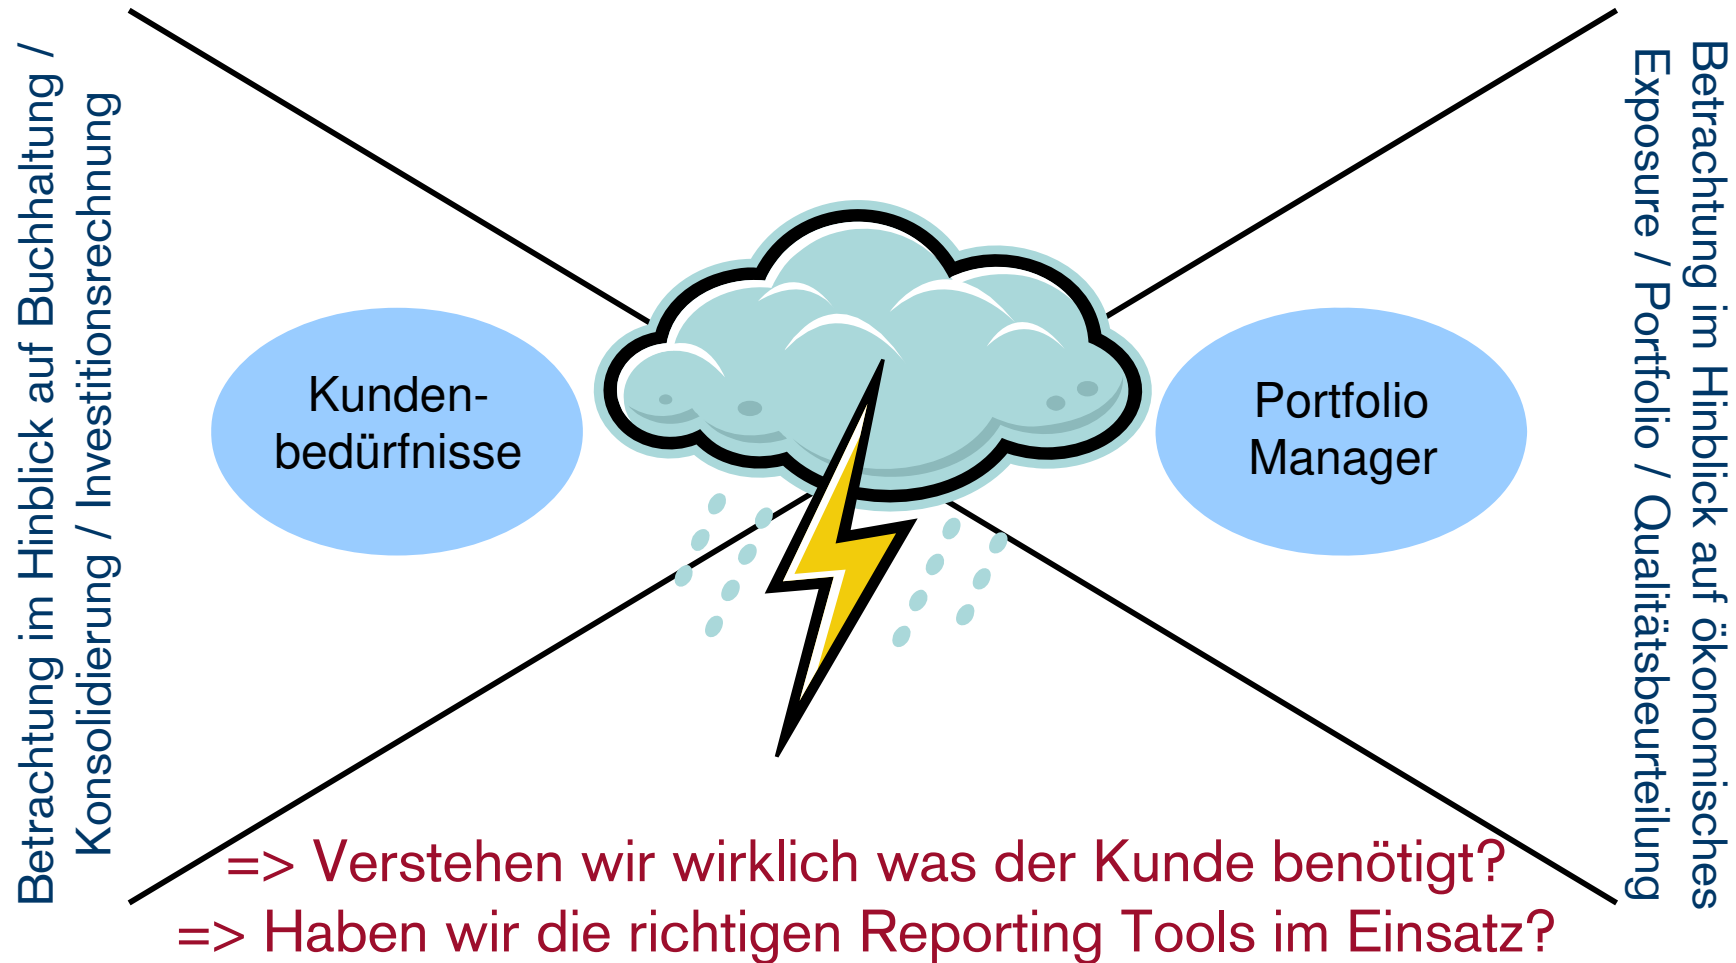 Betrachtung im Hinblick auf Buchhaltung /
Konsolidierung / Investitionsrechnung
Kunden-
bedürfnisse
Portfolio
Manager
Betrachtung im Hinblick auf ökonomisches
Exposure / Portfolio / Qualitätsbeurteilung
=> Verstehen wir wirklich was der Kunde benötigt?
=> Haben wir die richtigen Reporting Tools im Einsatz?